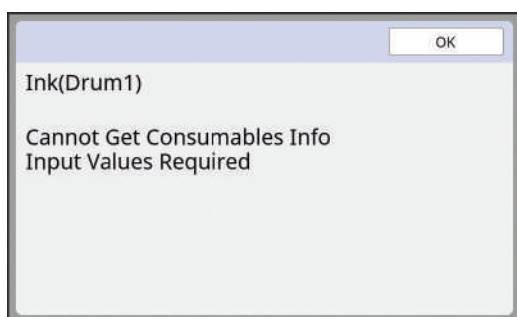 OK
Ink(Drum1)
Cannot Get Consumables Info
Input Values Required